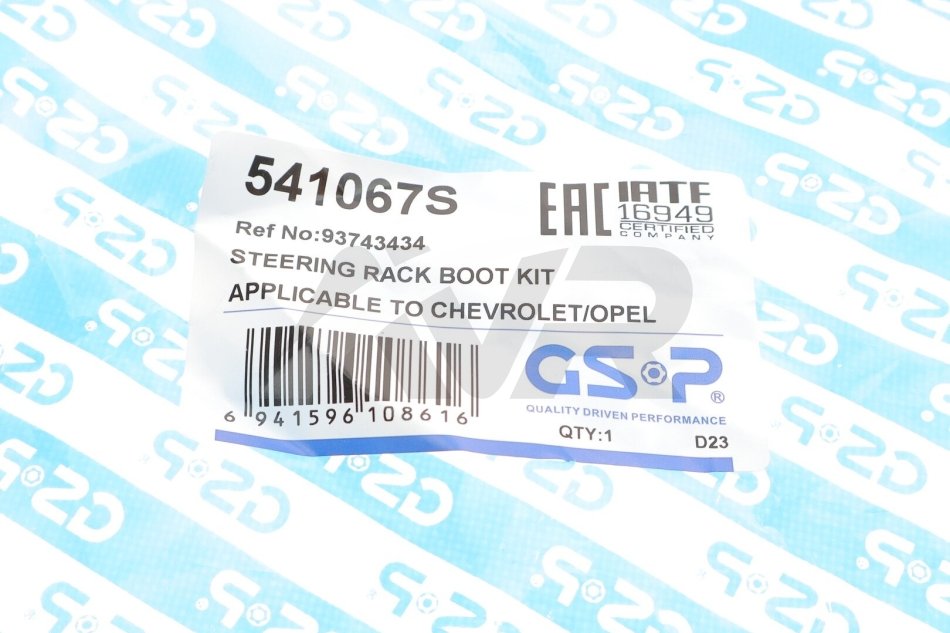 541067S
EAC
IATF
16949
CERTIFIED
COMPANY
Ref No:93743434
STEERING RACK BOOT KIT
APPLICABLE TO CHEVROLET/OPEL
6 941596 108616
GSP®
QUALITY DRIVEN PERFORMANCE
QTY:1
D23